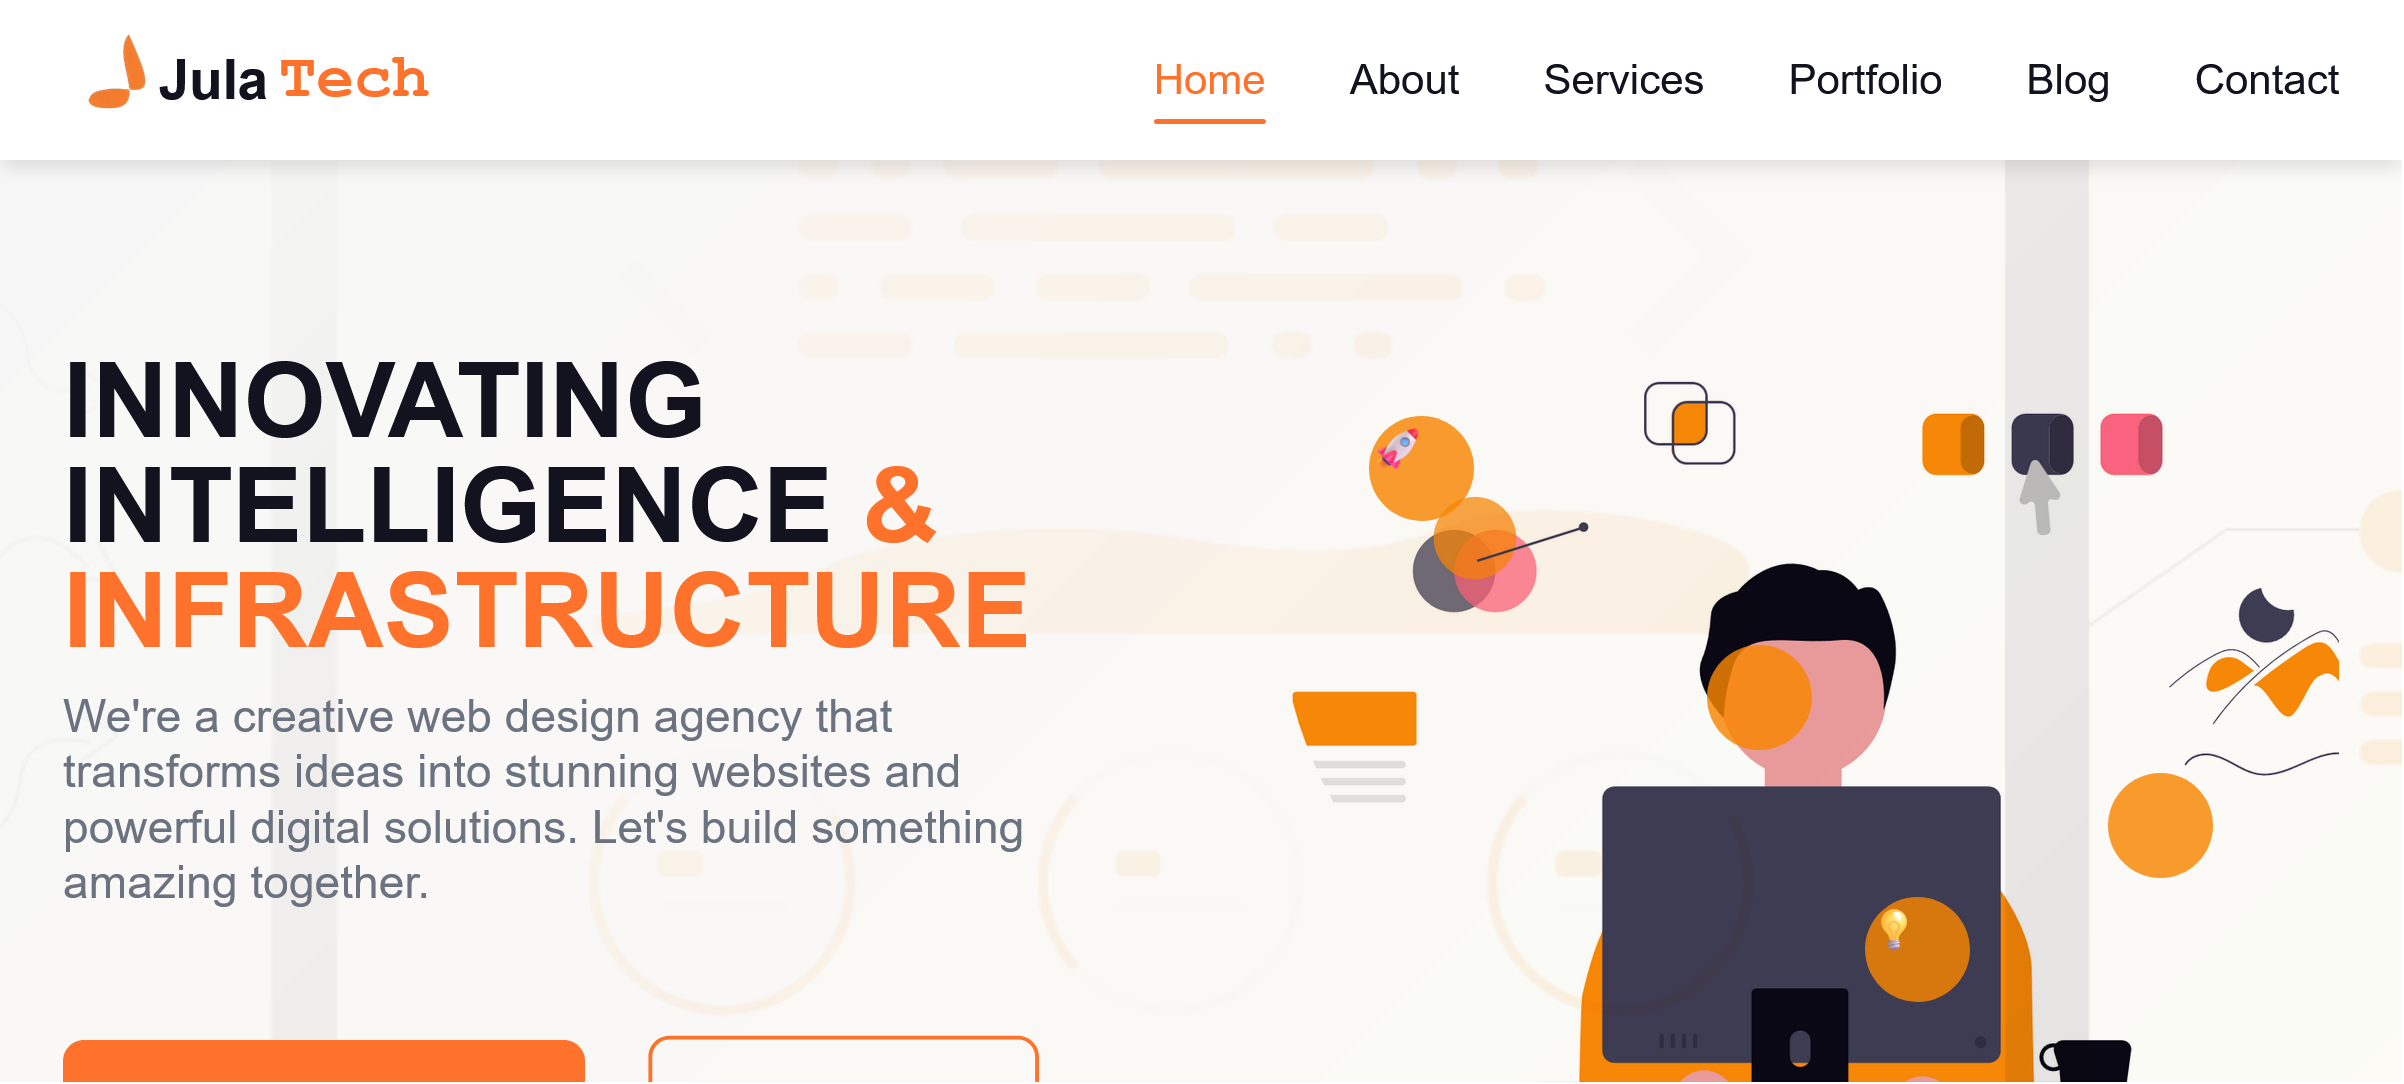 Jula Tech
Home About Services Portfolio Blog Contact
INNOVATING
INTELLIGENCE &
INFRASTRUCTURE
We're a creative web design agency that
transforms ideas into stunning websites and
powerful digital solutions. Let's build something
amazing together.